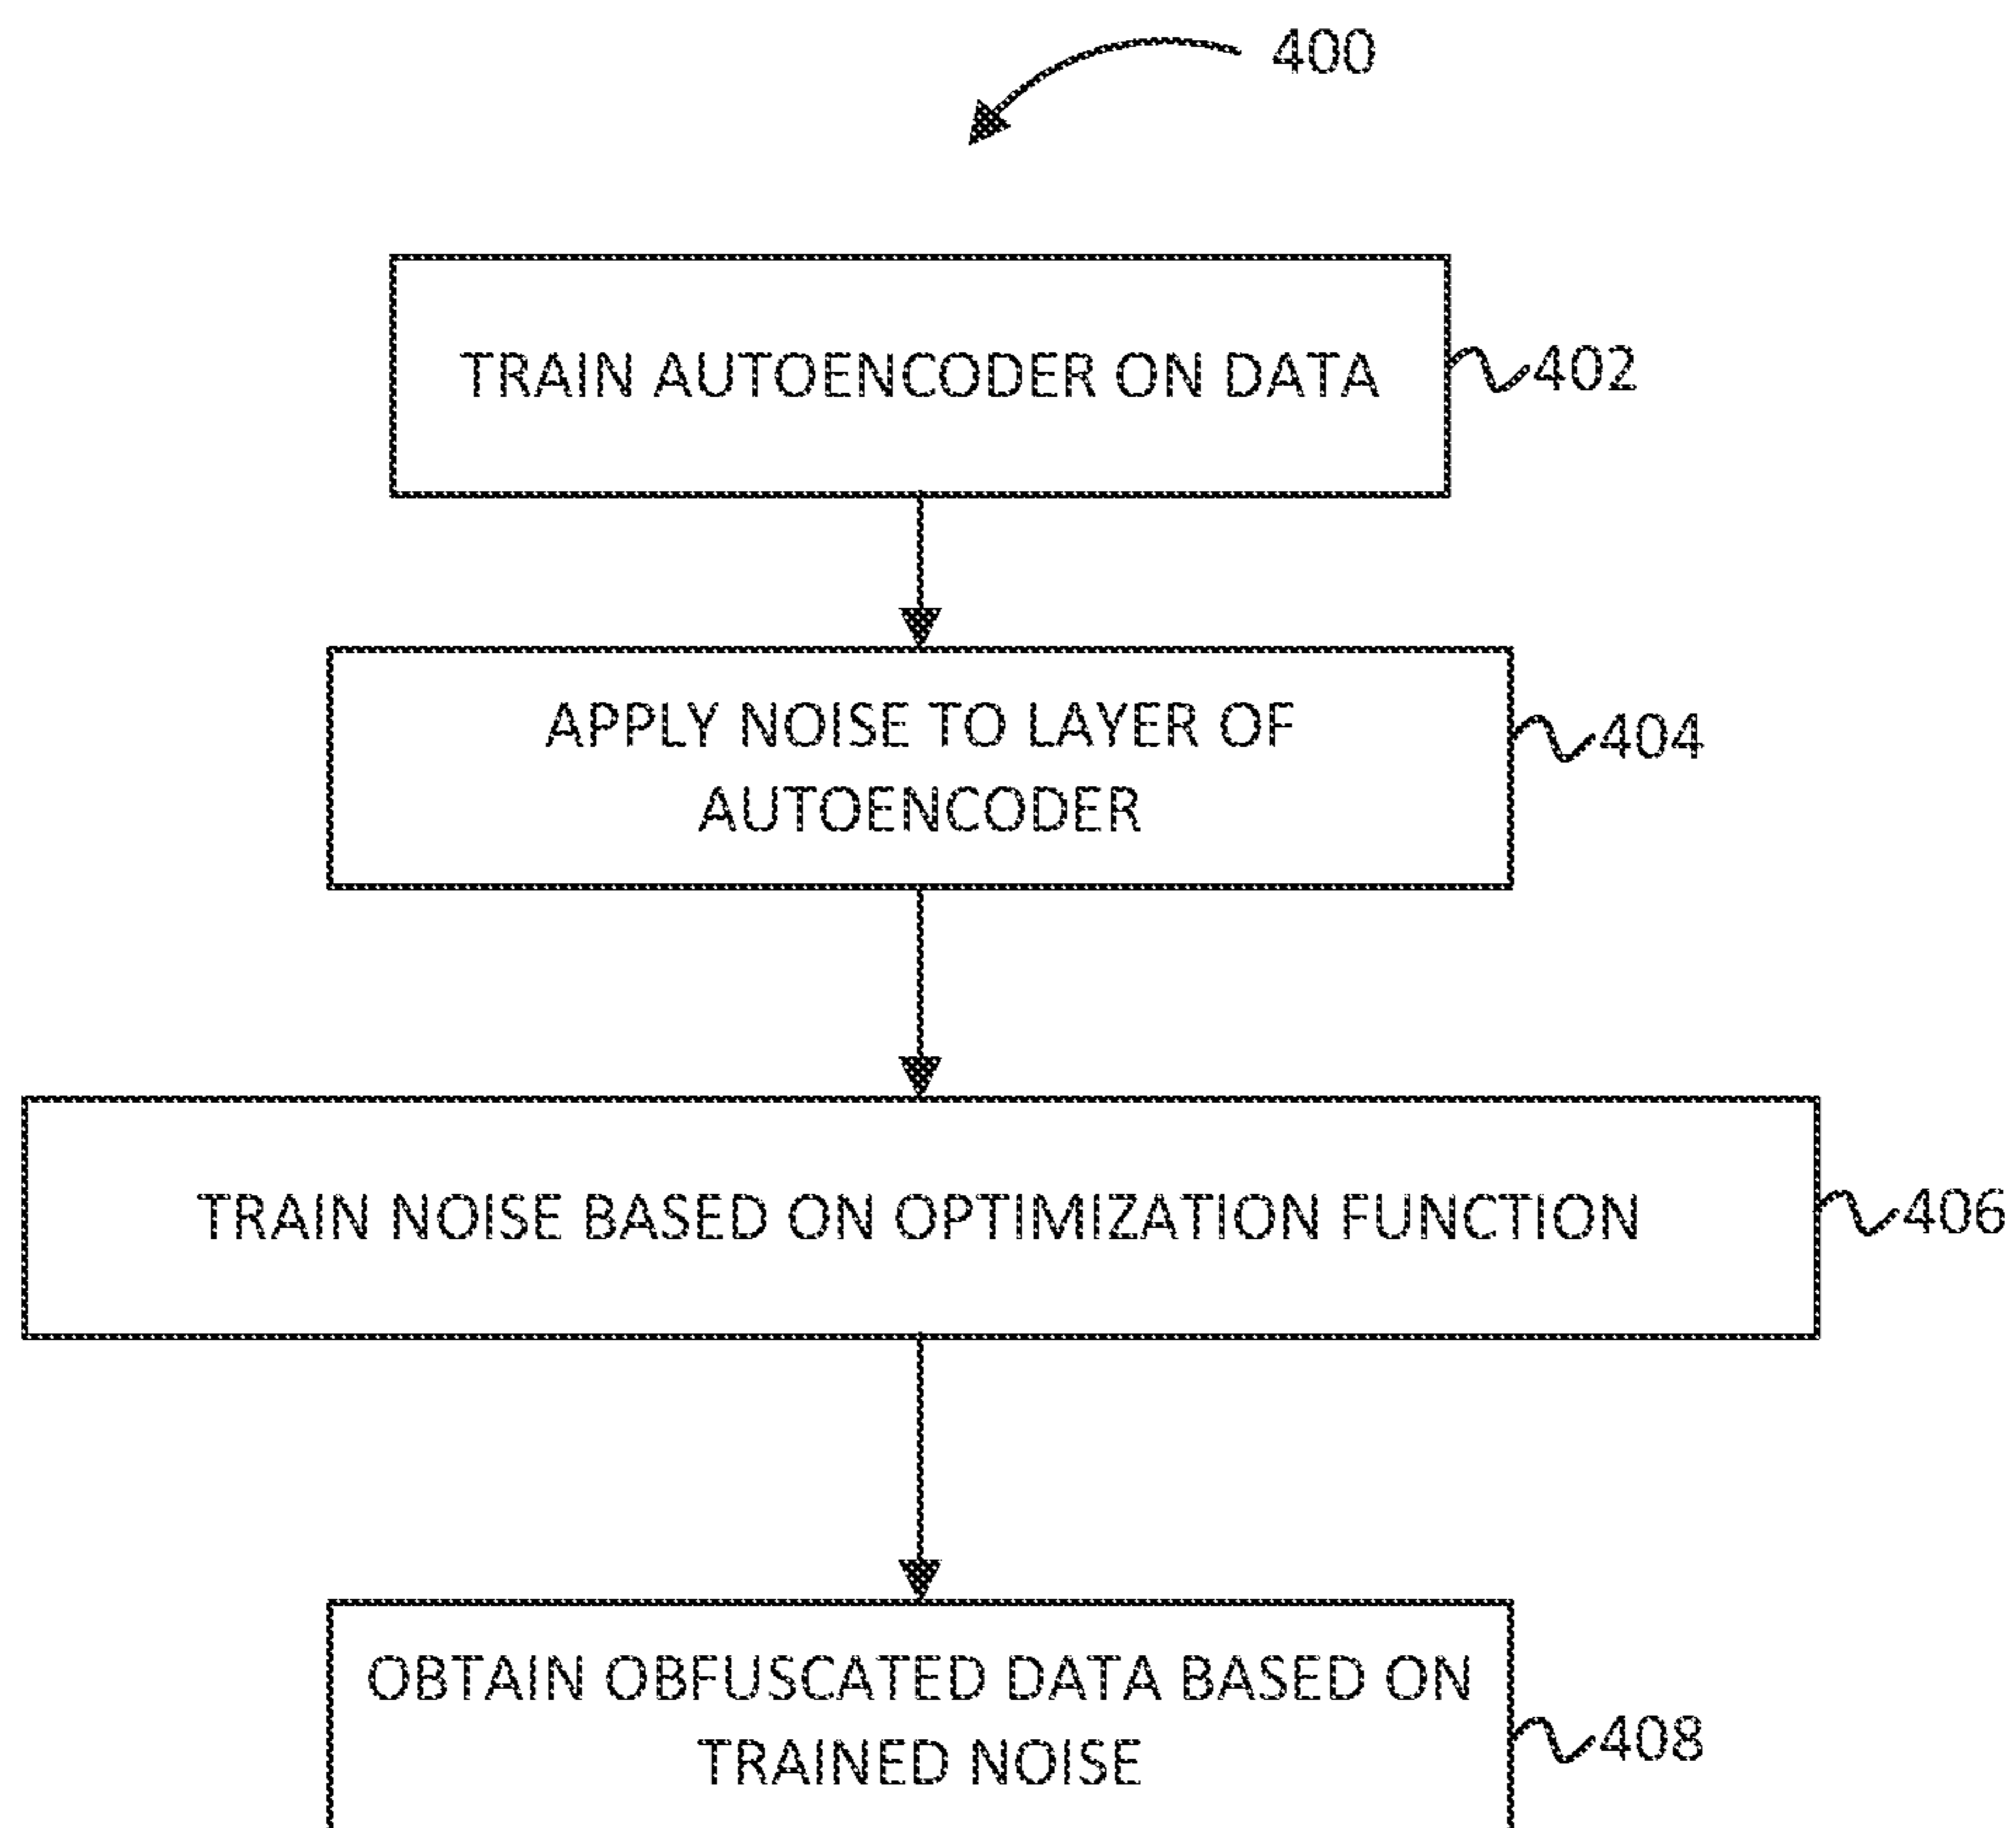 400
TRAIN AUTOENCODER ON DATA
402
APPLY NOISE TO LAYER OF
AUTOENCODER
404
TRAIN NOISE BASED ON OPTIMIZATION FUNCTION
406
OBTAIN OBFUSCATED DATA BASED ON
TRAINED NOISE
408